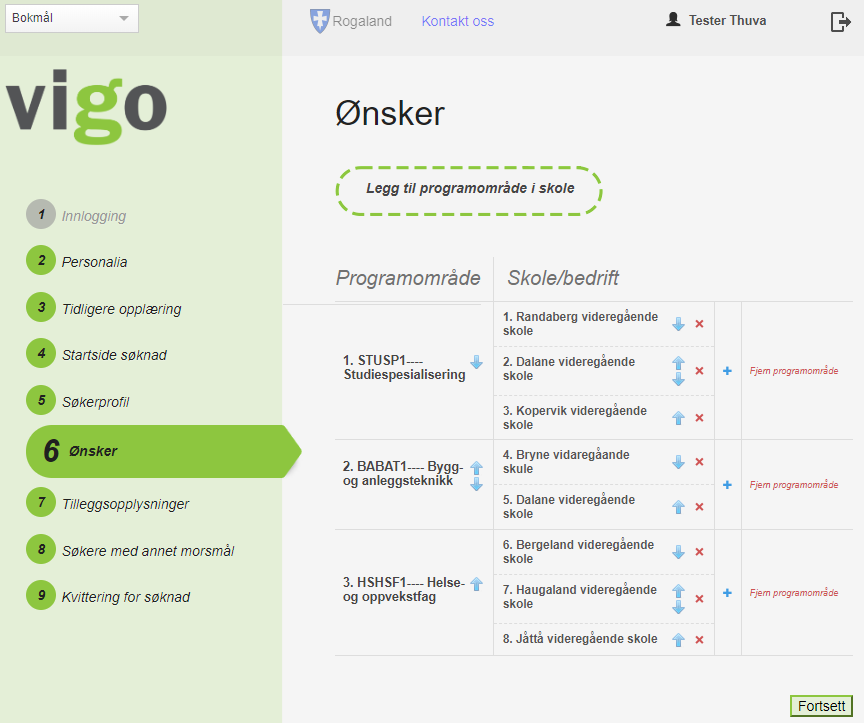 Bokmål
Rogaland
Kontakt oss
Tester Thuva
vigo
1 Innlogging
2 Personalia
3 Tidligere opplæring
4 Startside søknad
5 Søkerprofil
6 Ønsker
7 Tilleggsopplysninger
8 Søkere med annet morsmål
9 Kvittering for søknad
Ønsker
Legg til programområde i skole
Programområde
Skole/bedrift
1. STUSP1----
Studiespesialisering
1. Randaberg videregående
skole
2. Dalane videregående
skole
3. Kopervik videregående
skole
Fjern programområde
2. BABAT1---- Bygg-
og anleggsteknikk
4. Bryne vidaregåande
skule
5. Dalane videregående
skole
Fjern programområde
3. HSHSF1---- Helse-
og oppvekstfag
6. Bergeland videregående
skole
7. Haugaland videregående
skole
8. Jåttå videregående skole
Fjern programområde
Fortsett